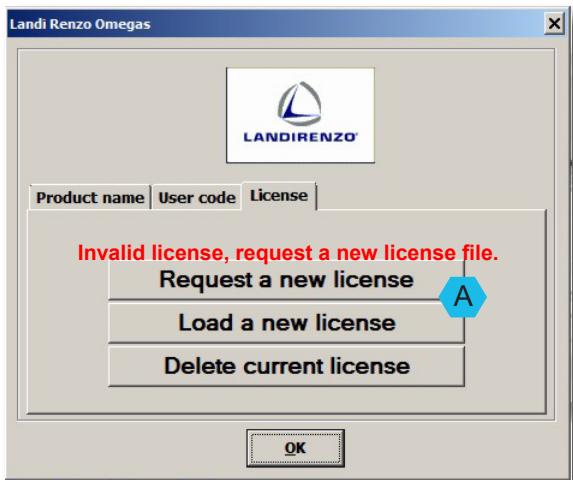 Landi Renzo Omegas
LANDIRENZO
Product name User code License
Invalid license, request a new license file.
Request a new license
A
Load a new license
Delete current license
OK